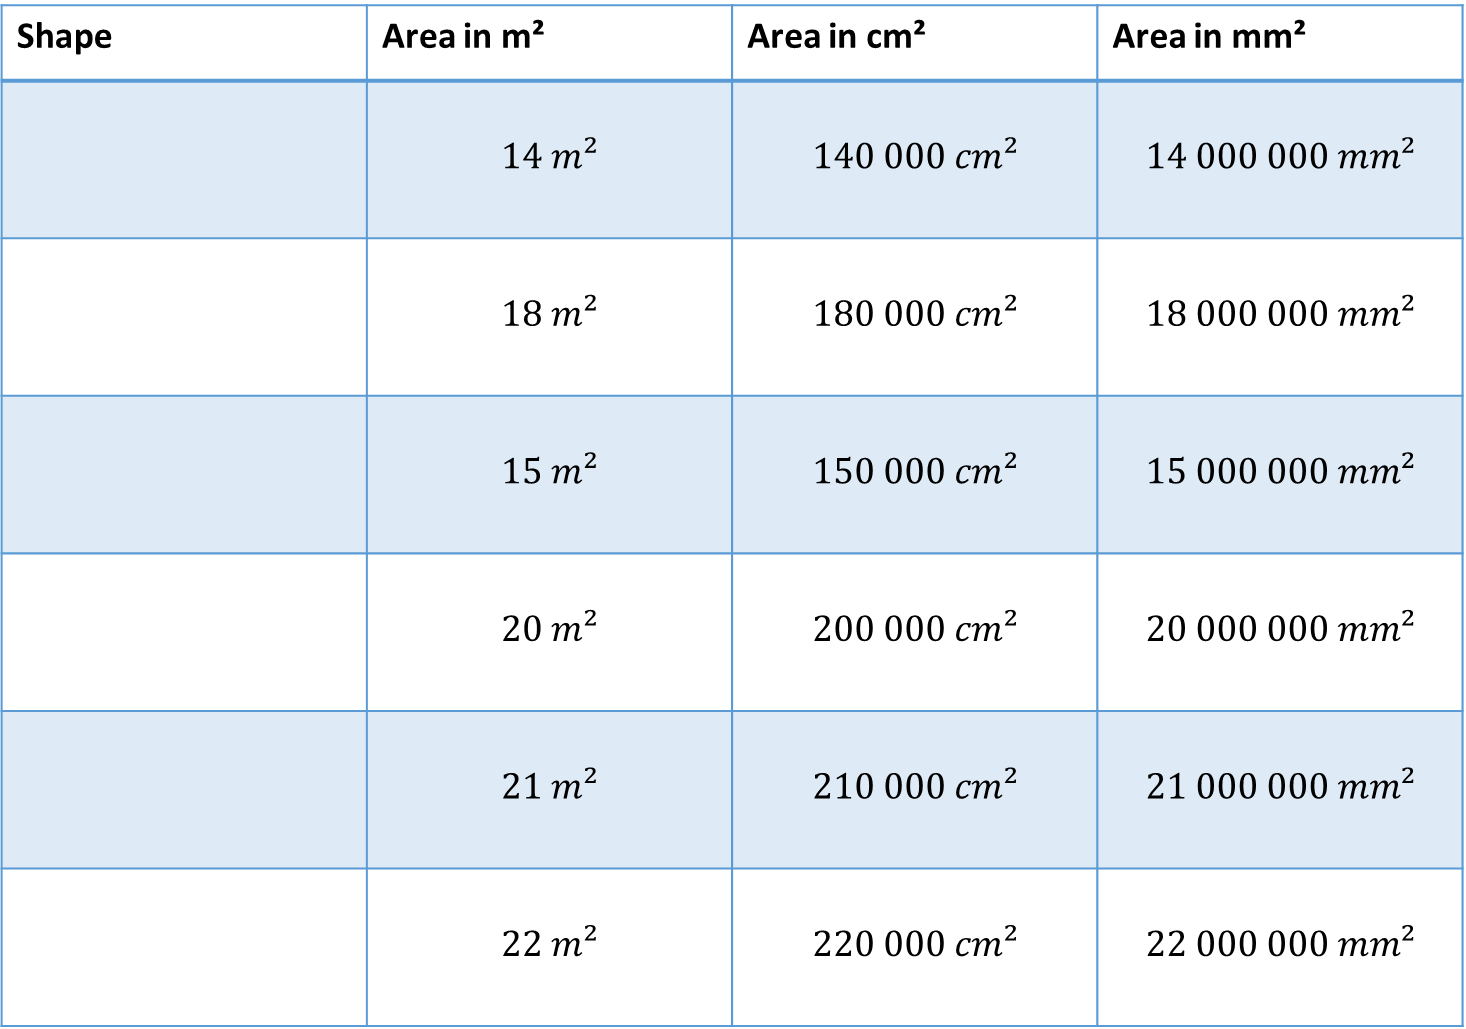 Shape Area in m² Area in cm² Area in mm²
14 m² 140 000 cm² 14 000 000 mm²
18 m² 180 000 cm² 18 000 000 mm²
15 m² 150 000 cm² 15 000 000 mm²
20 m² 200 000 cm² 20 000 000 mm²
21 m² 210 000 cm² 21 000 000 mm²
22 m² 220 000 cm² 22 000 000 mm²